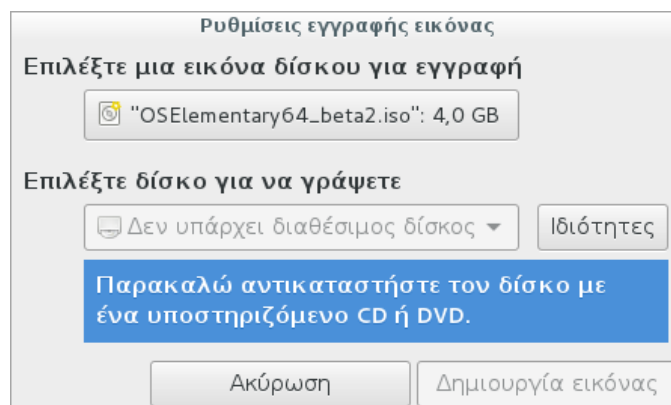 Ρυθμίσεις εγγραφής εικόνας
Επιλέξτε μια εικόνα δίσκου για εγγραφή
"OSElementary64_beta2.iso": 4,0 GB
Επιλέξτε δίσκο για να γράψετε
Δεν υπάρχει διαθέσιμος δίσκος
Ιδιότητες
Παρακαλώ αντικαταστήστε τον δίσκο με
ένα υποστηριζόμενο CD ή DVD.
Ακύρωση
Δημιουργία εικόνας